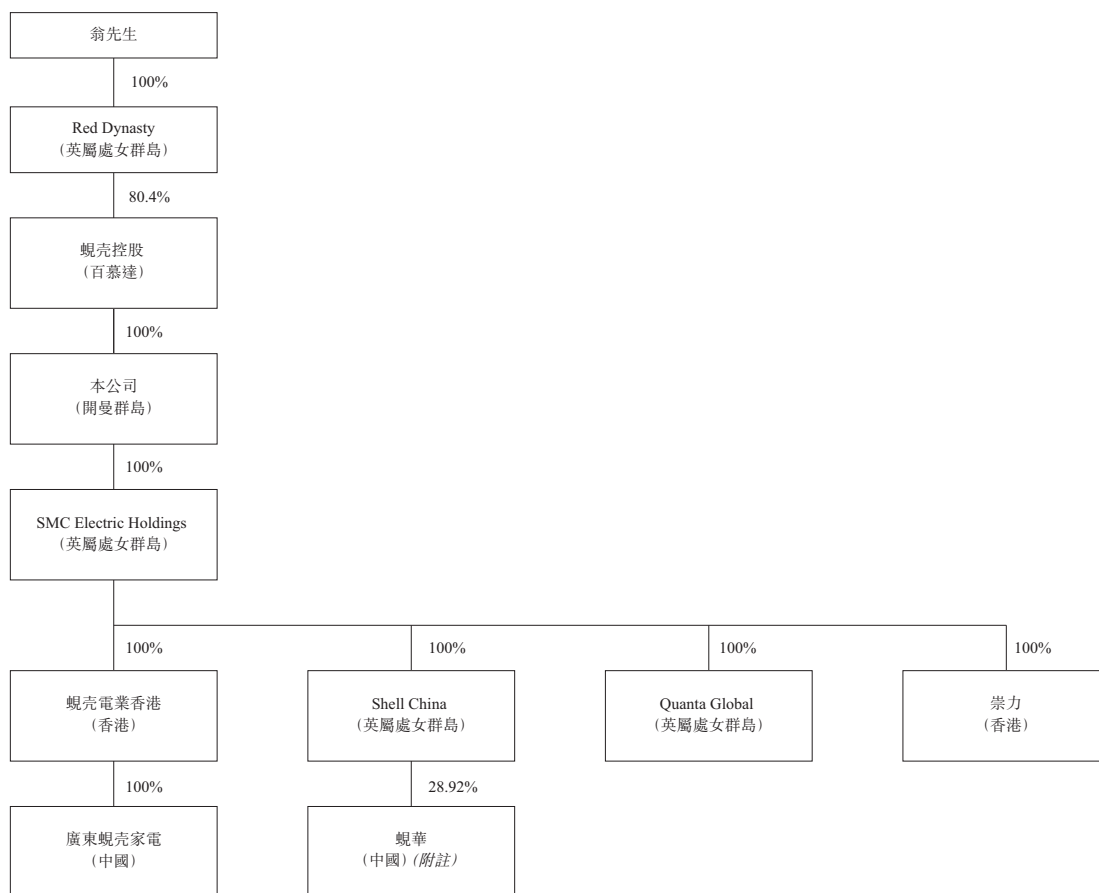 翁先生
100%
Red Dynasty
（英屬處女群島）
80.4%
蜆壳控股
（百慕達）
100%
本公司
（開曼群島）
100%
SMC Electric Holdings
（英屬處女群島）
100%
100%
100%
100%
蜆壳電業香港
（香港）
Shell China
（英屬處女群島）
Quanta Global
（英屬處女群島）
崇力
（香港）
100%
28.92%
廣東蜆壳家電
（中國）
蜆華
（中國）(附註)